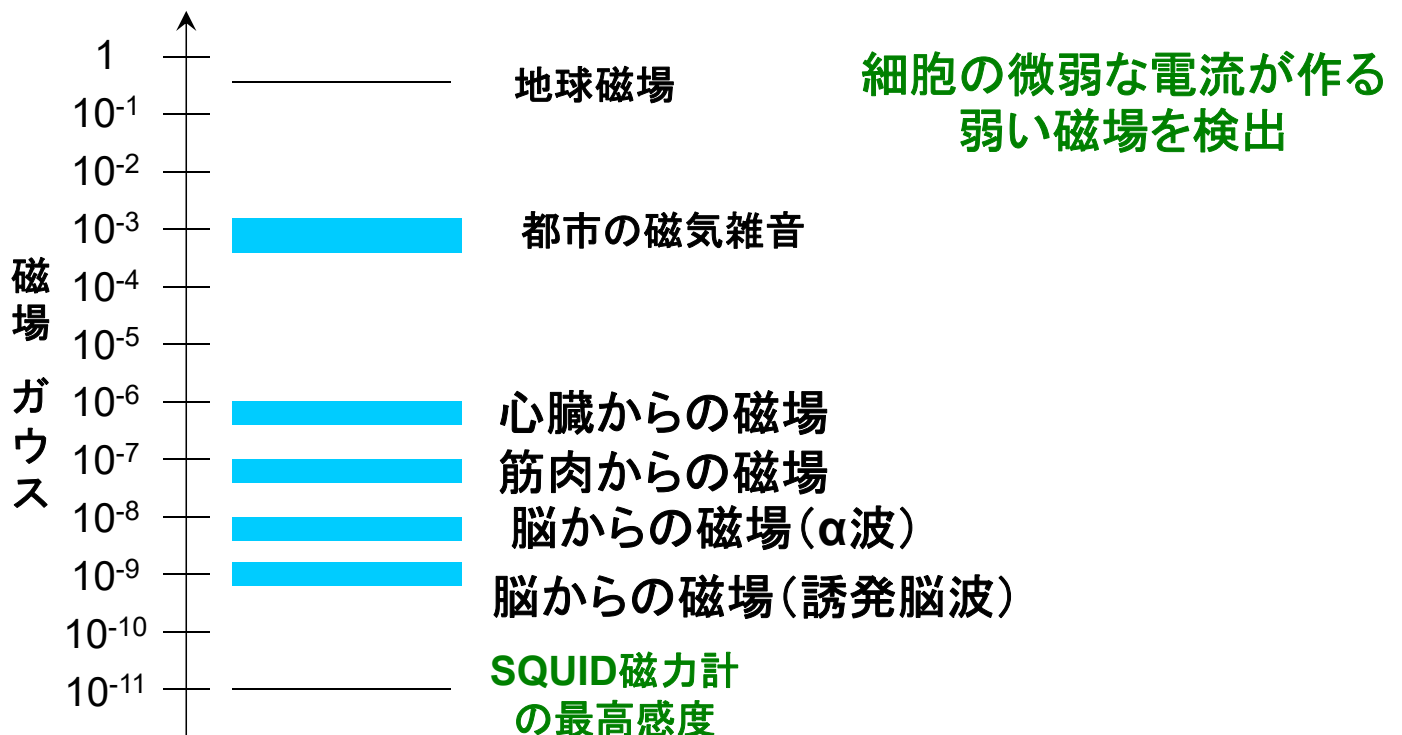 1
地球磁場
細胞の微弱な電流が作る
弱い磁場を検出
10⁻¹
10⁻²
10⁻³
都市の磁気雑音
磁場 ガウス
10⁻⁴
10⁻⁵
10⁻⁶
心臓からの磁場
10⁻⁷
筋肉からの磁場
10⁻⁸
脳からの磁場（α波）
10⁻⁹
脳からの磁場（誘発脳波）
10⁻¹⁰
10⁻¹¹
SQUID磁力計
の最高感度